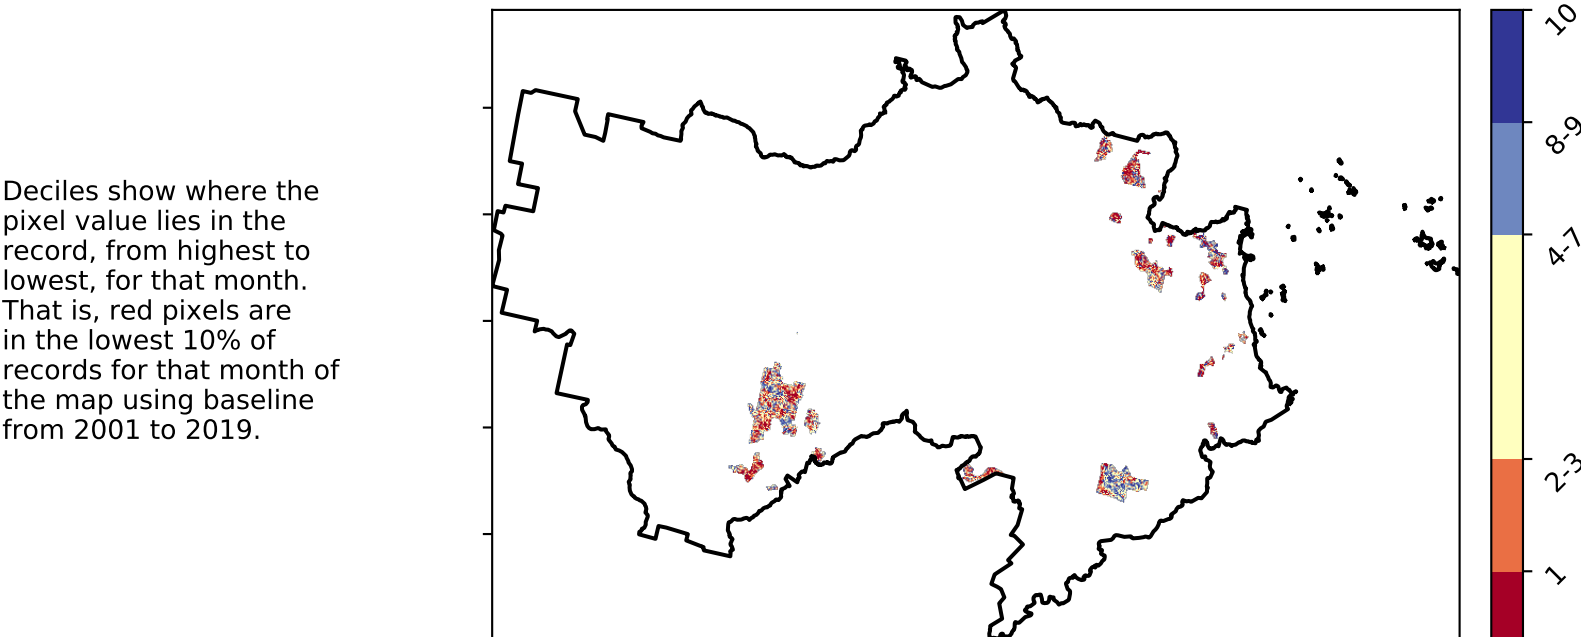 Deciles show where the
pixel value lies in the
record, from highest to
lowest, for that month.
That is, red pixels are
in the lowest 10% of
records for that month of
the map using baseline
from 2001 to 2019.
10
8-9
4-7
2-3
1